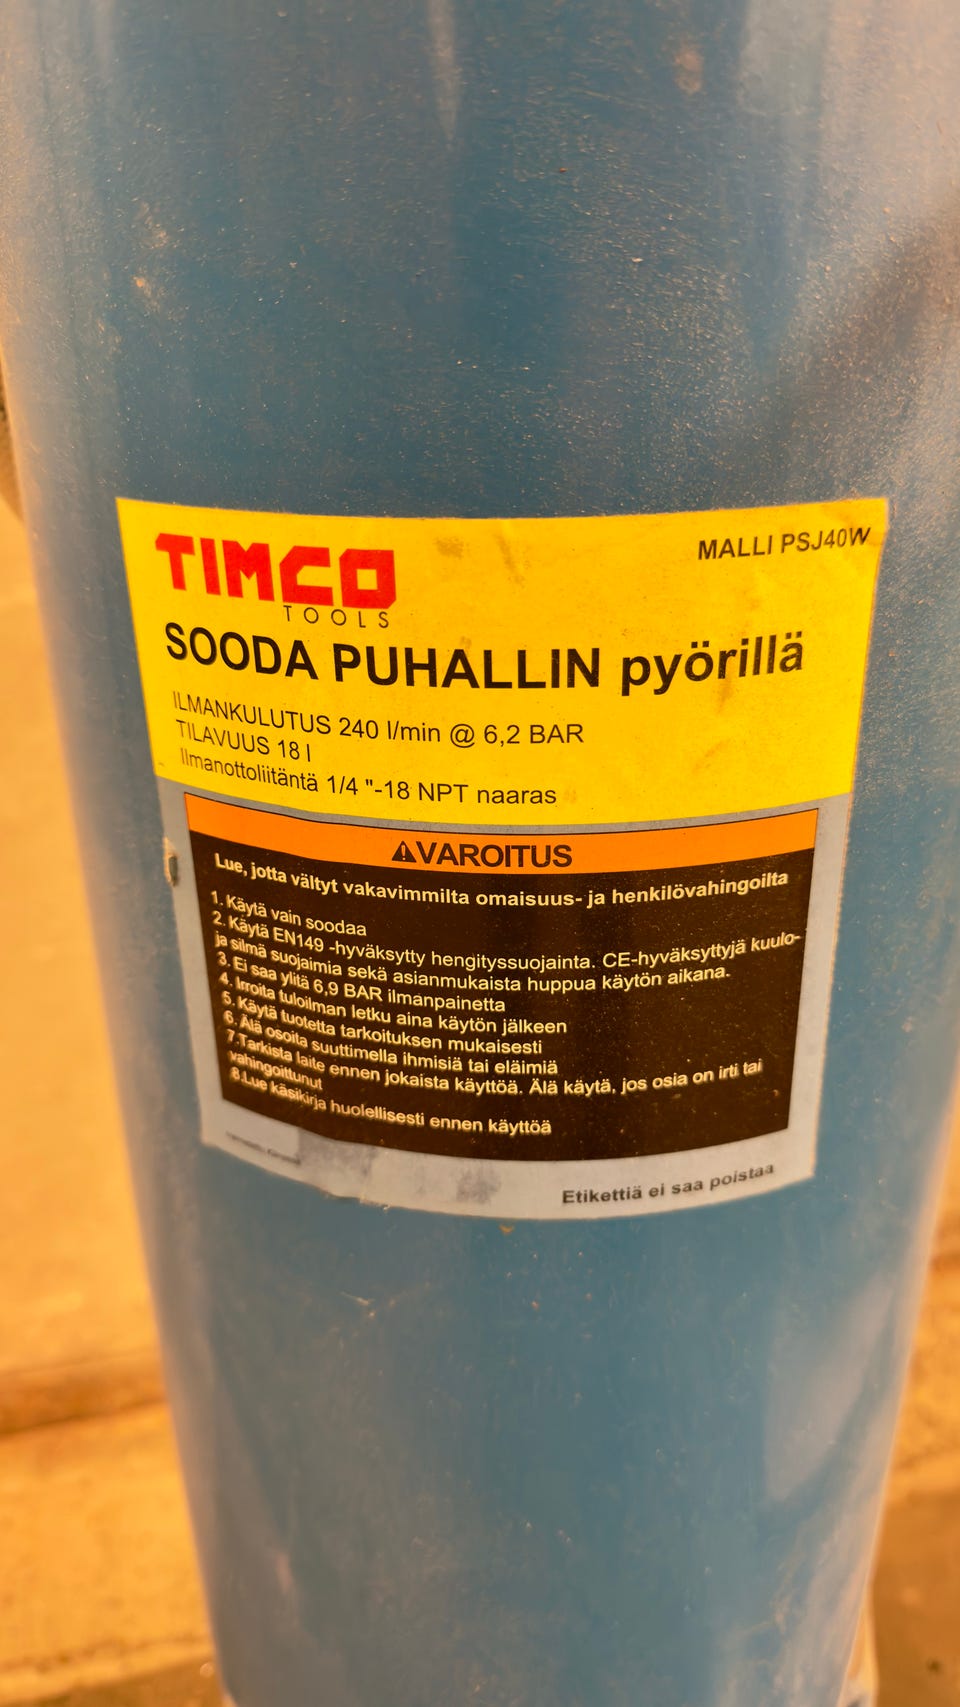 TIMCO
TOOLS
MALLI PSJ40W
SOODA PUHALLIN pyörillä
ILMANKULUTUS 240 l/min @ 6,2 BAR
TILAVUUS 18 l
Ilmanottoliitäntä 1/4 "-18 NPT naaras
VAROITUS
Lue, jotta vältyt vakavimmilta omaisuus- ja henkilövahingoilta
1. Käytä vain soodaa
2. Käytä EN149 -hyväksytty hengityssuojainta. CE-hyväksyttyjä kuulo-
ja silmä suojaimia sekä asianmukaista huppua käytön aikana.
3. Ei saa ylitä 6,9 BAR ilmanpainetta
4. Irroita tuloilman letku aina käytön jälkeen
5. Käytä tuotetta tarkoituksen mukaisesti
6. Älä osoita suuttimella ihmisiä tai eläimiä
7.Tarkista laite ennen jokaista käyttöä. Älä käytä, jos osia on irti tai
vahingoittunut
8.Lue käsikirja huolellisesti ennen käyttöä
Etikettiä ei saa poistaa